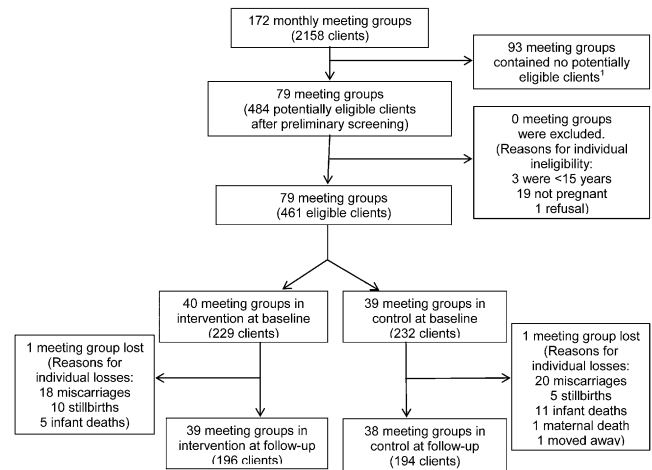 172 monthly meeting groups
(2158 clients)
93 meeting groups
contained no potentially
eligible clients1
79 meeting groups
(484 potentially eligible clients
after preliminary screening)
0 meeting groups
were excluded.
(Reasons for individual
ineligibility:
3 were <15 years
19 not pregnant
1 refusal)
79 meeting groups
(461 eligible clients)
40 meeting groups in
intervention at baseline
(229 clients)
39 meeting groups in
control at baseline
(232 clients)
1 meeting group lost
(Reasons for
individual losses:
18 miscarriages
10 stillbirths
5 infant deaths)
1 meeting group lost
(Reasons for
individual losses:
20 miscarriages
5 stillbirths
11 infant deaths
1 maternal death
1 moved away)
39 meeting groups in
intervention at follow-up
(196 clients)
38 meeting groups in
control at follow-up
(194 clients)